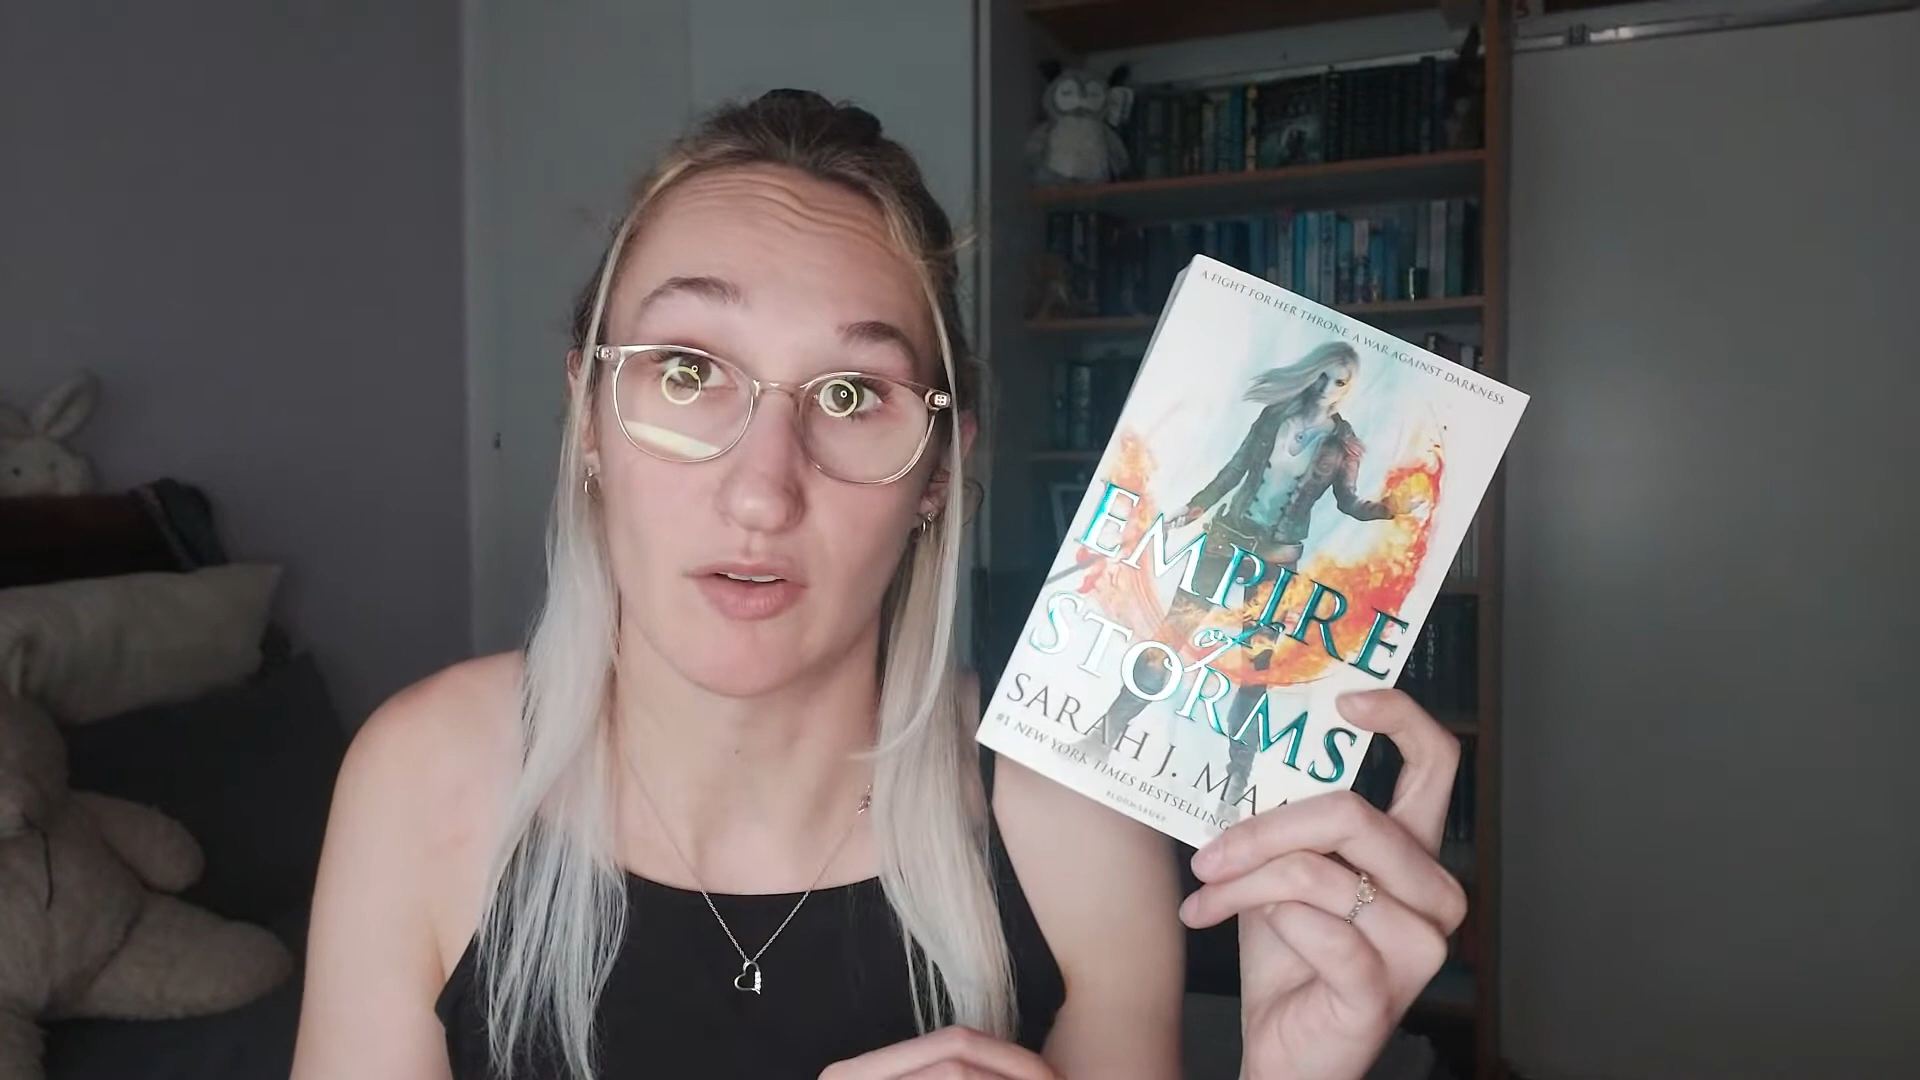 A FIGHT FOR HER THRONE. A WAR AGAINST DARKNESS
EMPIRE
of
STORMS
SARAH J. MAA
#1 NEW YORK TIMES BESTSELLING
BLOOMSBURY